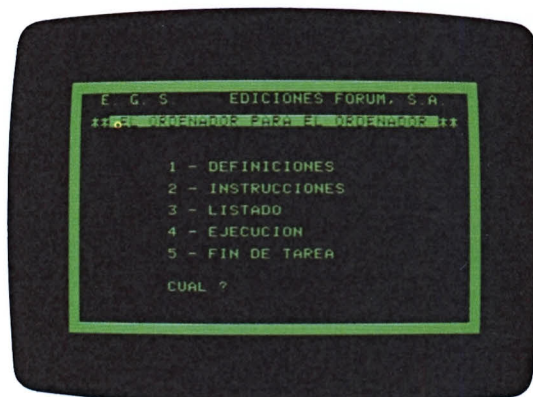 E. G. S. EDICIONES FORUM, S.A.
** EL ORDENADOR PARA EL ORDENADOR **
1 - DEFINICIONES
2 - INSTRUCCIONES
3 - LISTADO
4 - EJECUCION
5 - FIN DE TAREA
CUAL ?